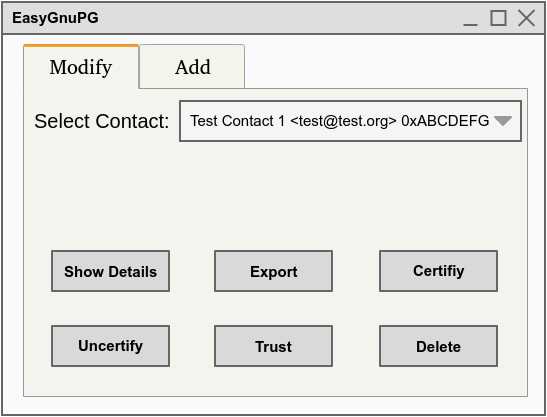 EasyGnuPG
Modify Add
Select Contact: Test Contact 1 <test@test.org> 0xABCDEFG
Show Details Export Certifiy
Uncertify Trust Delete